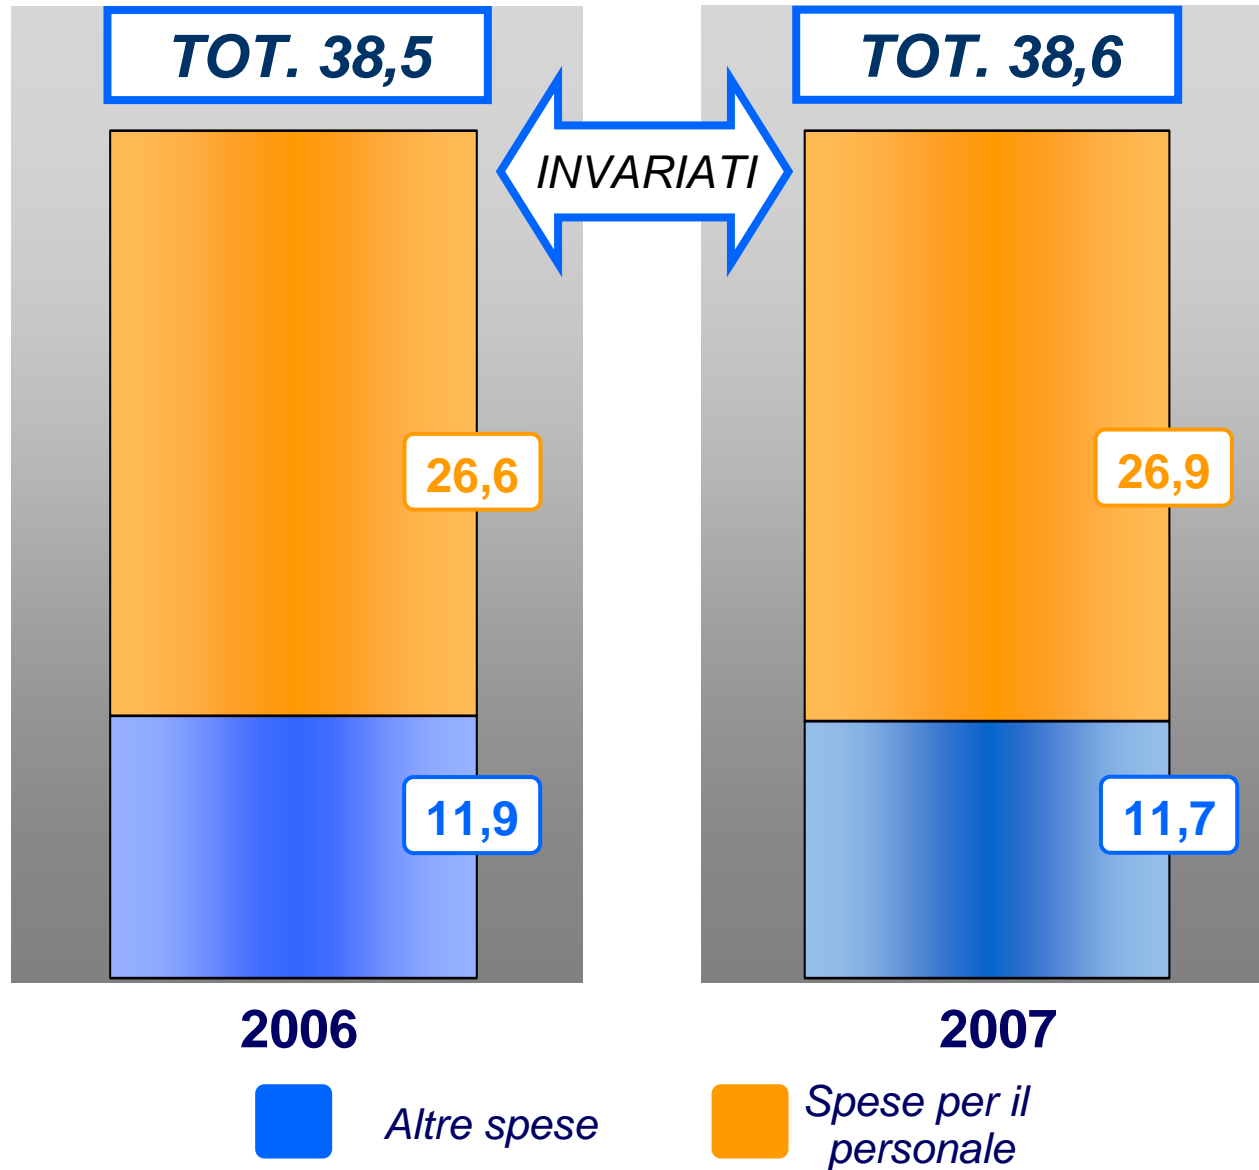 TOT. 38,5
TOT. 38,6
INVARIATI
26,6
26,9
11,9
11,7
2006
2007
Altre spese
Spese per il
personale